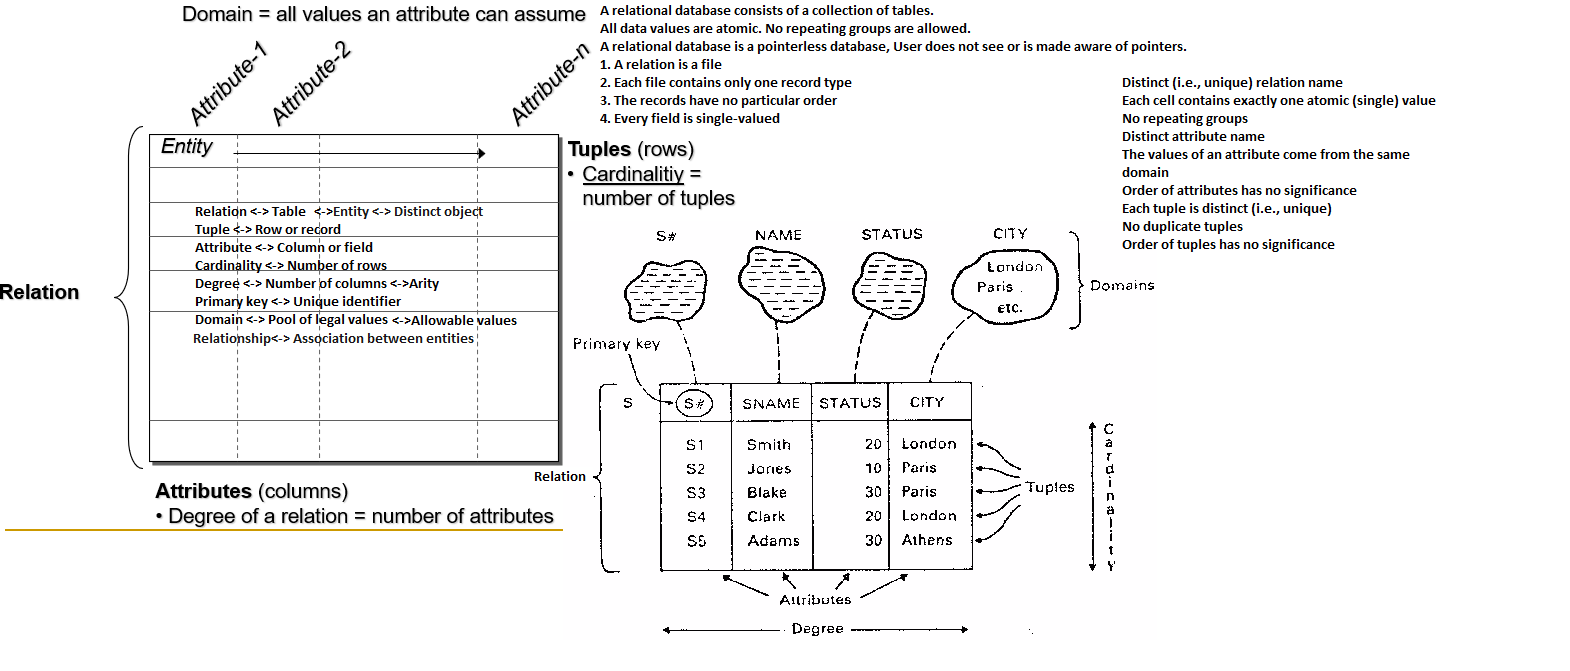 Domain = all values an attribute can assume
Attribute-1
Attribute-2
Attribute-n
Entity
Relation <-> Table <->Entity <-> Distinct object
Tuple <-> Row or record
Attribute <-> Column or field
Cardinality <-> Number of rows
Degree <-> Number of columns <->Arity
Primary key <-> Unique identifier
Domain <-> Pool of legal values <->Allowable values
Relationship<-> Association between entities
Relation
Attributes (columns)
• Degree of a relation = number of attributes
Tuples (rows)
• Cardinalitiy =
number of tuples
A relational database consists of a collection of tables.
All data values are atomic. No repeating groups are allowed.
A relational database is a pointerless database, User does not see or is made aware of pointers.
1. A relation is a file
2. Each file contains only one record type
3. The records have no particular order
4. Every field is single-valued
Distinct (i.e., unique) relation name
Each cell contains exactly one atomic (single) value
No repeating groups
Distinct attribute name
The values of an attribute come from the same
domain
Order of attributes has no significance
Each tuple is distinct (i.e., unique)
No duplicate tuples
Order of tuples has no significance
S# NAME STATUS CITY
London
Paris
etc.
Domains
Primary key
Relation
S
S# SNAME STATUS CITY
S1 Smith 20 London
S2 Jones 10 Paris
S3 Blake 30 Paris
S4 Clark 20 London
S5 Adams 30 Athens
Tuples
Cardinality
Attributes
Degree